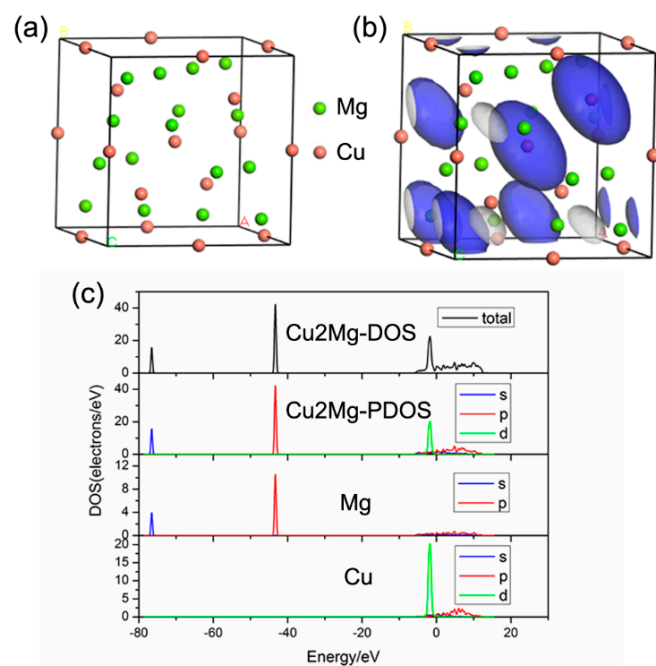 (a)
(b)
B
B
Mg
Cu
A
C
A
C
(c)
40
20
0
Cu2Mg-DOS
total
40
20
0
Cu2Mg-PDOS
s
p
d
12
8
4
0
Mg
s
p
20
15
10
5
0
Cu
s
p
d
DOS(electrons/eV)
-80
-60
-40
-20
0
20
Energy/eV